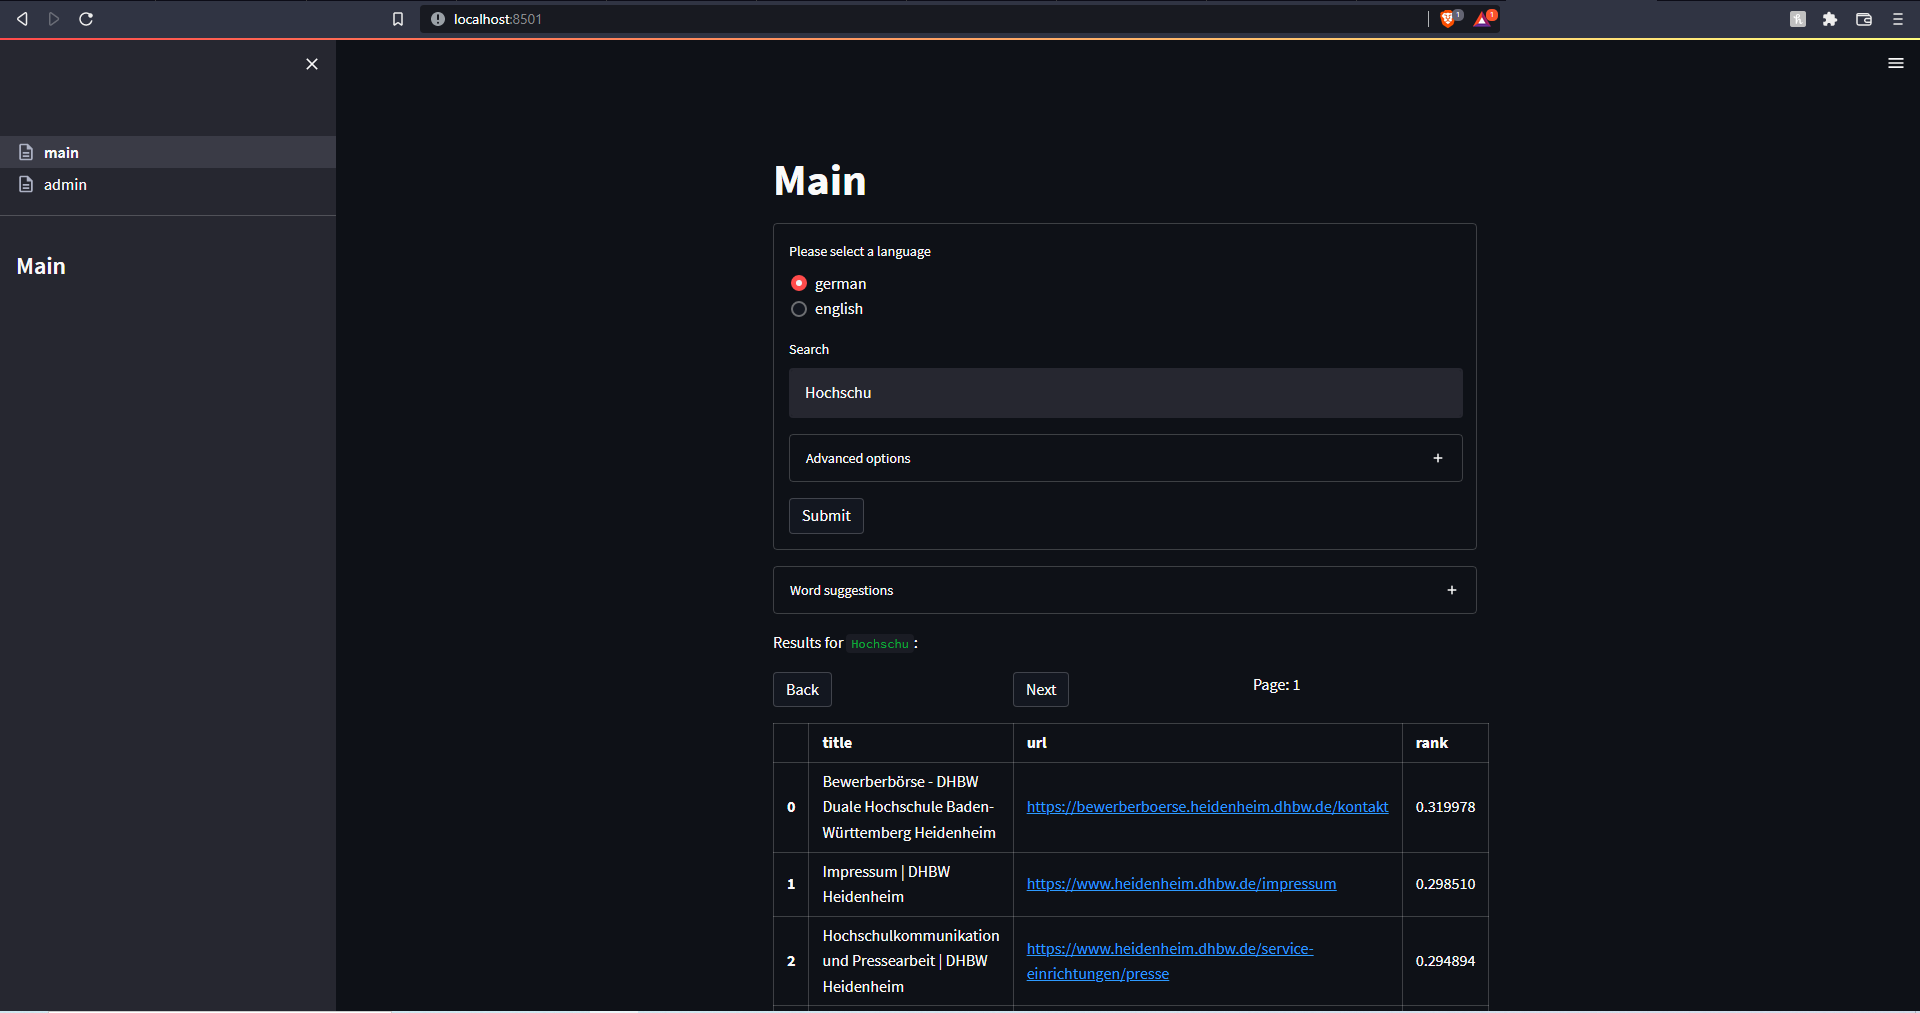 localhost:8501
1
1
main
admin
Main
Main
Please select a language
german
english
Search
Hochschu
Advanced options
Submit
Word suggestions
Results for Hochschu:
Back Next Page: 1
title url rank
0 Bewerberbörse - DHBW
Duale Hochschule Baden-
Württemberg Heidenheim
https://bewerberboerse.heidenheim.dhbw.de/kontakt 0.319978
1 Impressum | DHBW
Heidenheim
https://www.heidenheim.dhbw.de/impressum 0.298510
2 Hochschulkommunikation
und Pressearbeit | DHBW
Heidenheim
https://www.heidenheim.dhbw.de/service-
einrichtungen/presse 0.294894